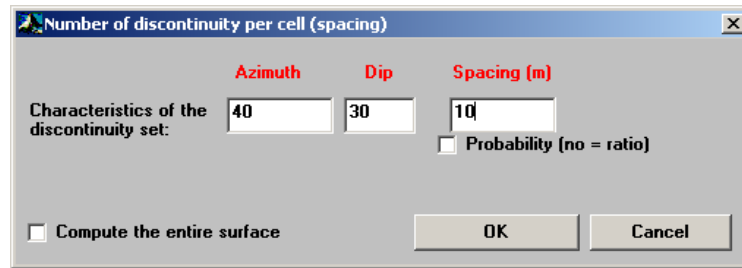 Number of discontinuity per cell (spacing)
Azimuth Dip Spacing (m)
Characteristics of the
discontinuity set:
40 30 10
Probability (no = ratio)
Compute the entire surface OK Cancel